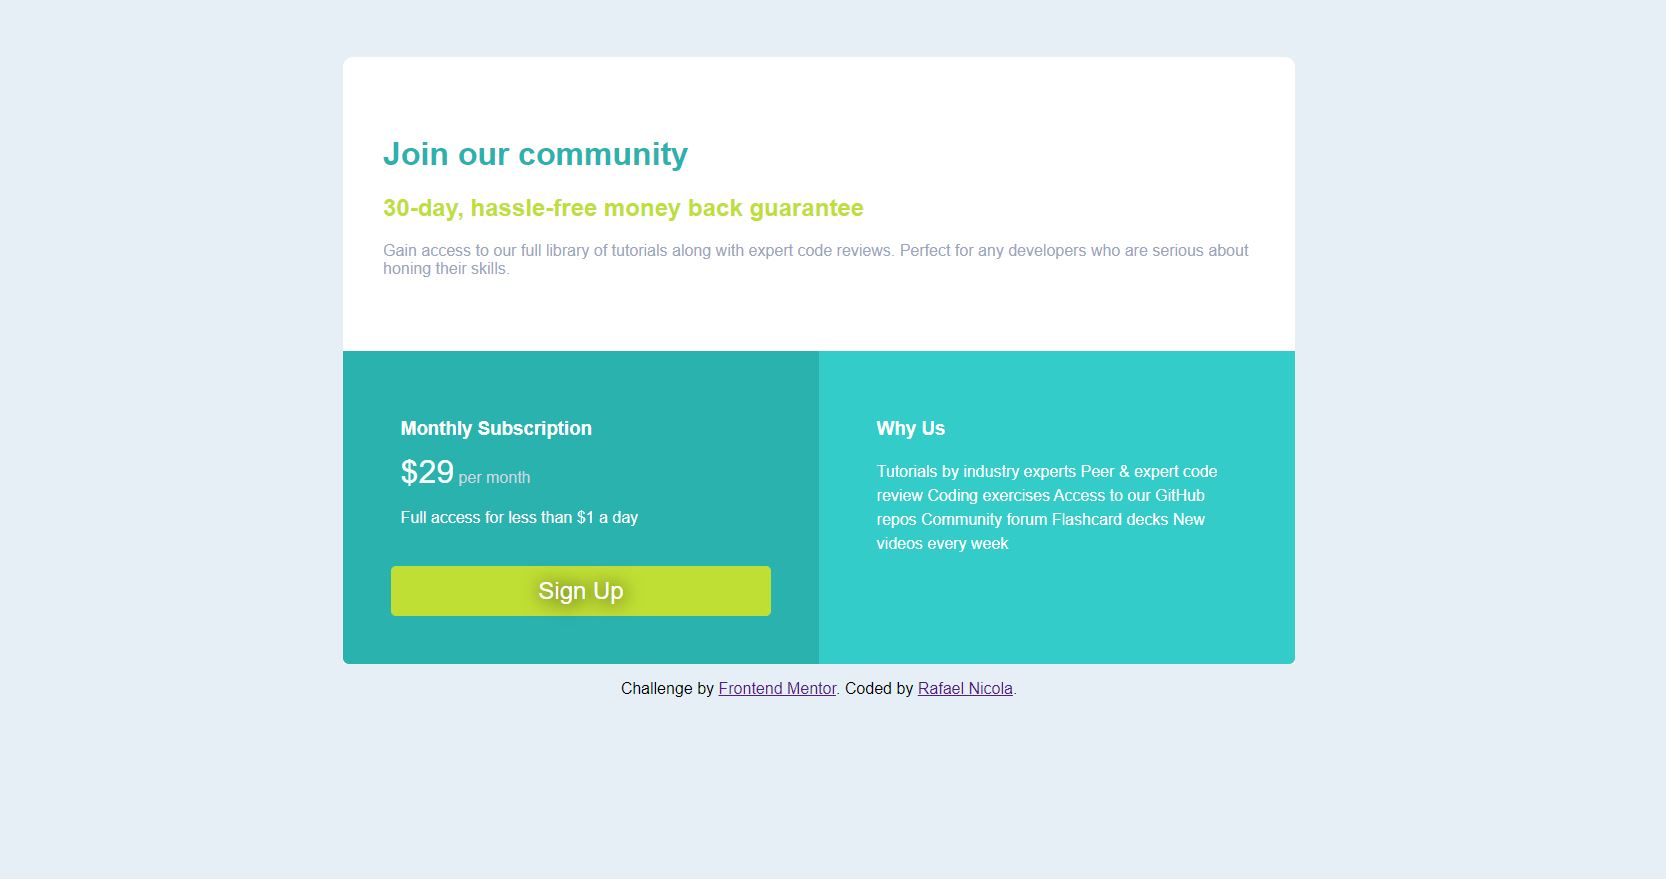 Join our community
30-day, hassle-free money back guarantee
Gain access to our full library of tutorials along with expert code reviews. Perfect for any developers who are serious about
honing their skills.
Monthly Subscription
$29 per month
Full access for less than $1 a day
Sign Up
Why Us
Tutorials by industry experts Peer & expert code
review Coding exercises Access to our GitHub
repos Community forum Flashcard decks New
videos every week
Challenge by Frontend Mentor. Coded by Rafael Nicola.